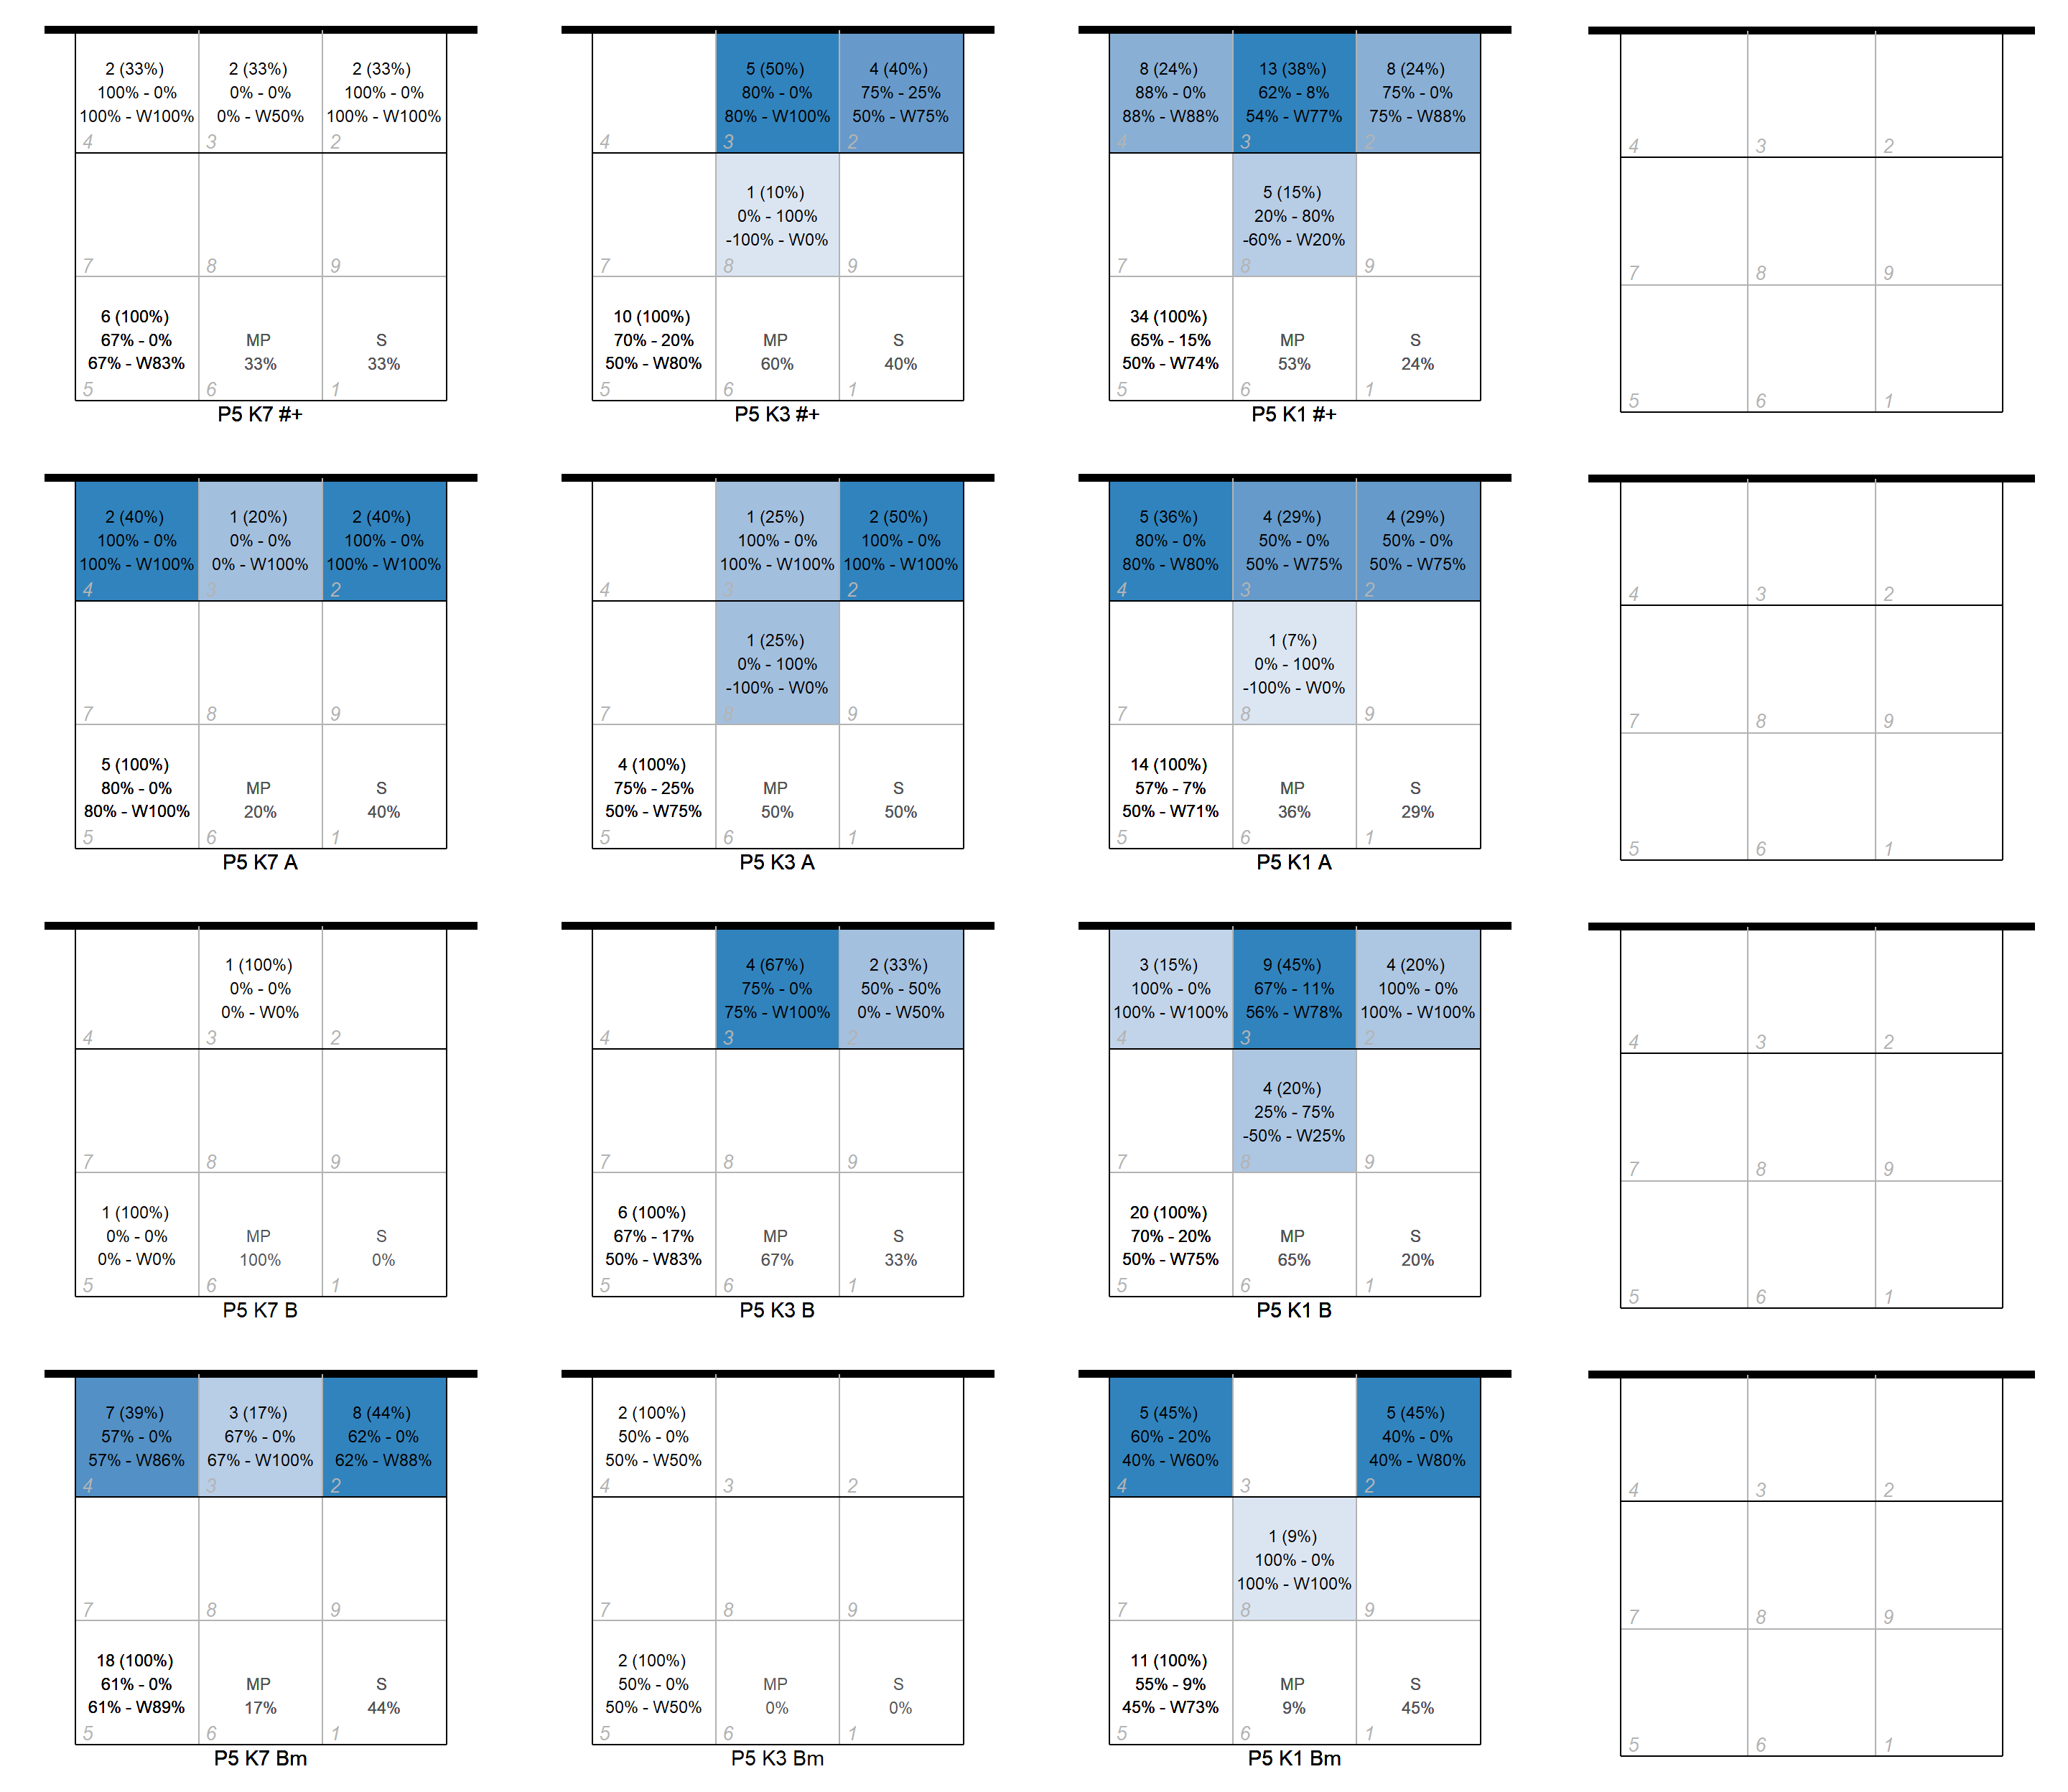 2 (33%)
100% - 0%
100% - W100%
4
2 (33%)
0% - 0%
0% - W50%
3
2 (33%)
100% - 0%
100% - W100%
2
7
8
9
6 (100%)
67% - 0%
67% - W83%
5
MP
33%
6
S
33%
1
P5 K7 #+
4
5 (50%)
80% - 0%
80% - W100%
3
4 (40%)
75% - 25%
50% - W75%
2
7
1 (10%)
0% - 100%
-100% - W0%
8
9
10 (100%)
70% - 20%
50% - W80%
5
MP
60%
6
S
40%
1
P5 K3 #+
8 (24%)
88% - 0%
88% - W88%
4
13 (38%)
62% - 8%
54% - W77%
3
8 (24%)
75% - 0%
75% - W88%
2
7
5 (15%)
20% - 80%
-60% - W20%
8
9
34 (100%)
65% - 15%
50% - W74%
5
MP
53%
6
S
24%
1
P5 K1 #+
4
3
2
7
8
9
5
6
1
2 (40%)
100% - 0%
100% - W100%
4
1 (20%)
0% - 0%
0% - W100%
3
2 (40%)
100% - 0%
100% - W100%
2
7
8
9
5 (100%)
80% - 0%
80% - W100%
5
MP
20%
6
S
40%
1
P5 K7 A
4
1 (25%)
100% - 0%
100% - W100%
3
2 (50%)
100% - 0%
100% - W100%
2
7
1 (25%)
0% - 100%
-100% - W0%
8
9
4 (100%)
75% - 25%
50% - W75%
5
MP
50%
6
S
50%
1
P5 K3 A
5 (36%)
80% - 0%
80% - W80%
4
4 (29%)
50% - 0%
50% - W75%
3
4 (29%)
50% - 0%
50% - W75%
2
7
1 (7%)
0% - 100%
-100% - W0%
8
9
14 (100%)
57% - 7%
50% - W71%
5
MP
36%
6
S
29%
1
P5 K1 A
4
3
2
7
8
9
5
6
1
4
1 (100%)
0% - 0%
0% - W0%
3
2
7
8
9
1 (100%)
0% - 0%
0% - W0%
5
MP
100%
6
S
0%
1
P5 K7 B
4
4 (67%)
75% - 0%
75% - W100%
3
2 (33%)
50% - 50%
0% - W50%
2
7
8
9
6 (100%)
67% - 17%
50% - W83%
5
MP
67%
6
S
33%
1
P5 K3 B
3 (15%)
100% - 0%
100% - W100%
4
9 (45%)
67% - 11%
56% - W78%
3
4 (20%)
100% - 0%
100% - W100%
2
7
4 (20%)
25% - 75%
-50% - W25%
8
9
20 (100%)
70% - 20%
50% - W75%
5
MP
65%
6
S
20%
1
P5 K1 B
4
3
2
7
8
9
5
6
1
7 (39%)
57% - 0%
57% - W86%
4
3 (17%)
67% - 0%
67% - W100%
3
8 (44%)
62% - 0%
62% - W88%
2
7
8
9
18 (100%)
61% - 0%
61% - W89%
5
MP
17%
6
S
44%
1
P5 K7 Bm
2 (100%)
50% - 0%
50% - W50%
4
3
2
7
8
9
2 (100%)
50% - 0%
50% - W50%
5
MP
0%
6
S
0%
1
P5 K3 Bm
5 (45%)
60% - 20%
40% - W60%
4
3
5 (45%)
40% - 0%
40% - W80%
2
7
1 (9%)
100% - 0%
100% - W100%
8
9
11 (100%)
55% - 9%
45% - W73%
5
MP
9%
6
S
45%
1
P5 K1 Bm
4
3
2
7
8
9
5
6
1